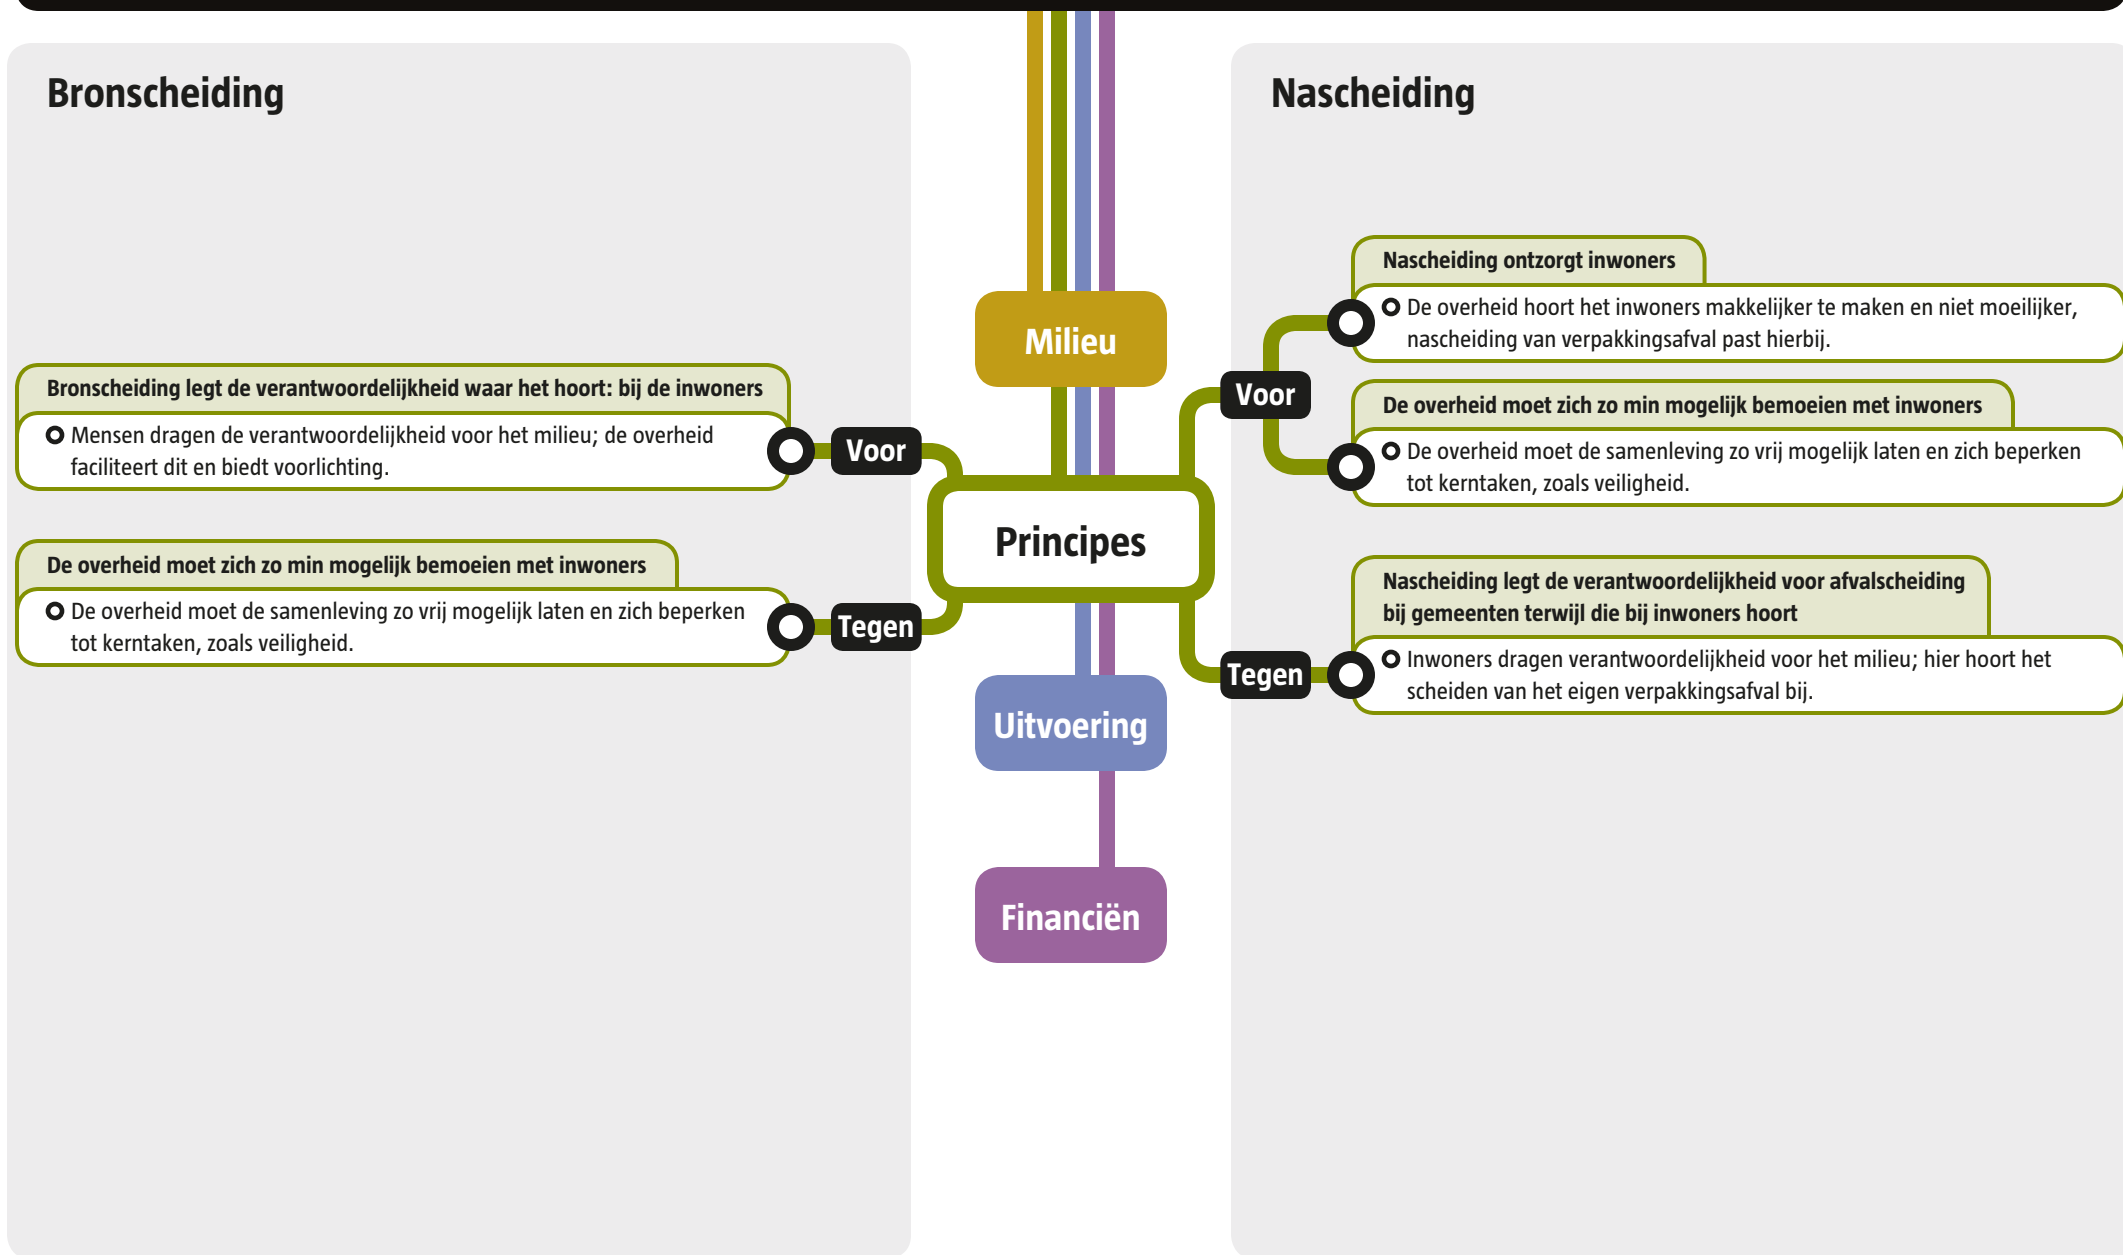 Bronscheiding
Bronscheiding legt de verantwoordelijkheid waar het hoort: bij de inwoners
Mensen dragen de verantwoordelijkheid voor het milieu; de overheid
faciliteert dit en biedt voorlichting.
Voor
De overheid moet zich zo min mogelijk bemoeien met inwoners
De overheid moet de samenleving zo vrij mogelijk laten en zich beperken
tot kerntaken, zoals veiligheid.
Tegen
Milieu
Principes
Uitvoering
Financiën
Nascheiding
Voor
Nascheiding ontzorgt inwoners
De overheid hoort het inwoners makkelijker te maken en niet moeilijker,
nascheiding van verpakkingsafval past hierbij.
De overheid moet zich zo min mogelijk bemoeien met inwoners
De overheid moet de samenleving zo vrij mogelijk laten en zich beperken
tot kerntaken, zoals veiligheid.
Tegen
Nascheiding legt de verantwoordelijkheid voor afvalscheiding
bij gemeenten terwijl die bij inwoners hoort
Inwoners dragen verantwoordelijkheid voor het milieu; hier hoort het
scheiden van het eigen verpakkingsafval bij.